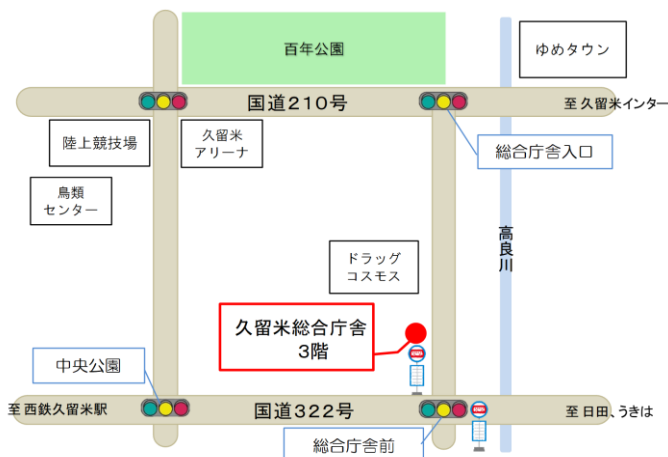 百年公園
ゆめタウン
国道210号
至 久留米インター
陸上競技場
久留米
アリーナ
総合庁舎入口
鳥類
センター
高良川
ドラッグ
コスモス
久留米総合庁舎
3階
中央公園
至 西鉄久留米駅
国道322号
至 日田、うきは
総合庁舎前